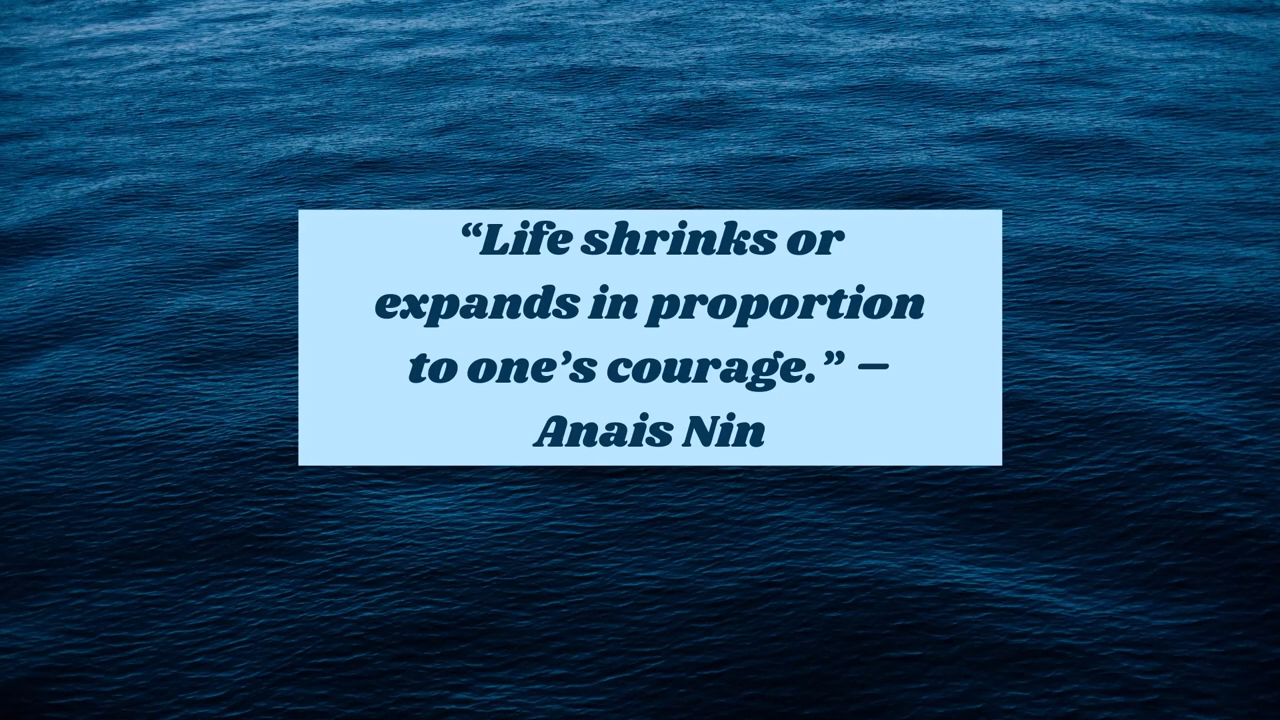 “Life shrinks or
expands in proportion
to one’s courage.” –
Anais Nin